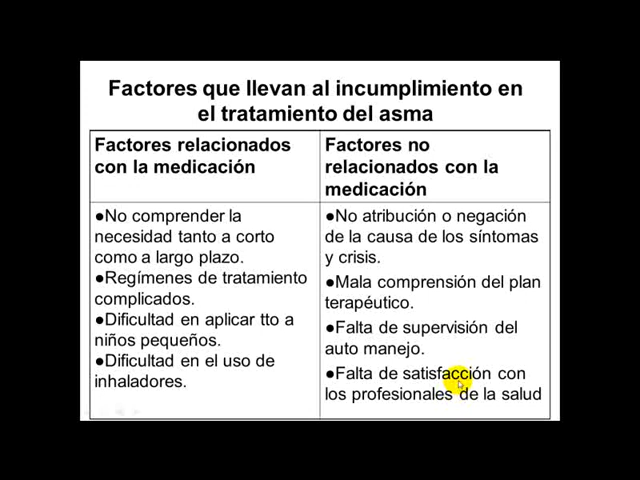 Factores que llevan al incumplimiento en
el tratamiento del asma
Factores relacionados
con la medicación
Factores no
relacionados con la
medicación
●No comprender la
necesidad tanto a corto
como a largo plazo.
●Regímenes de tratamiento
complicados.
●Dificultad en aplicar tto a
niños pequeños.
●Dificultad en el uso de
inhaladores.
●No atribución o negación
de la causa de los síntomas
y crisis.
●Mala comprensión del plan
terapéutico.
●Falta de supervisión del
auto manejo.
●Falta de satisfacción con
los profesionales de la salud